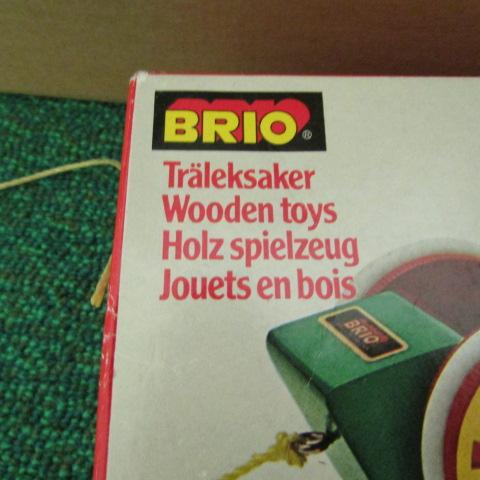 BRIO®
Träleksaker
Wooden toys
Holz spielzeug
Jouets en bois
BRIO